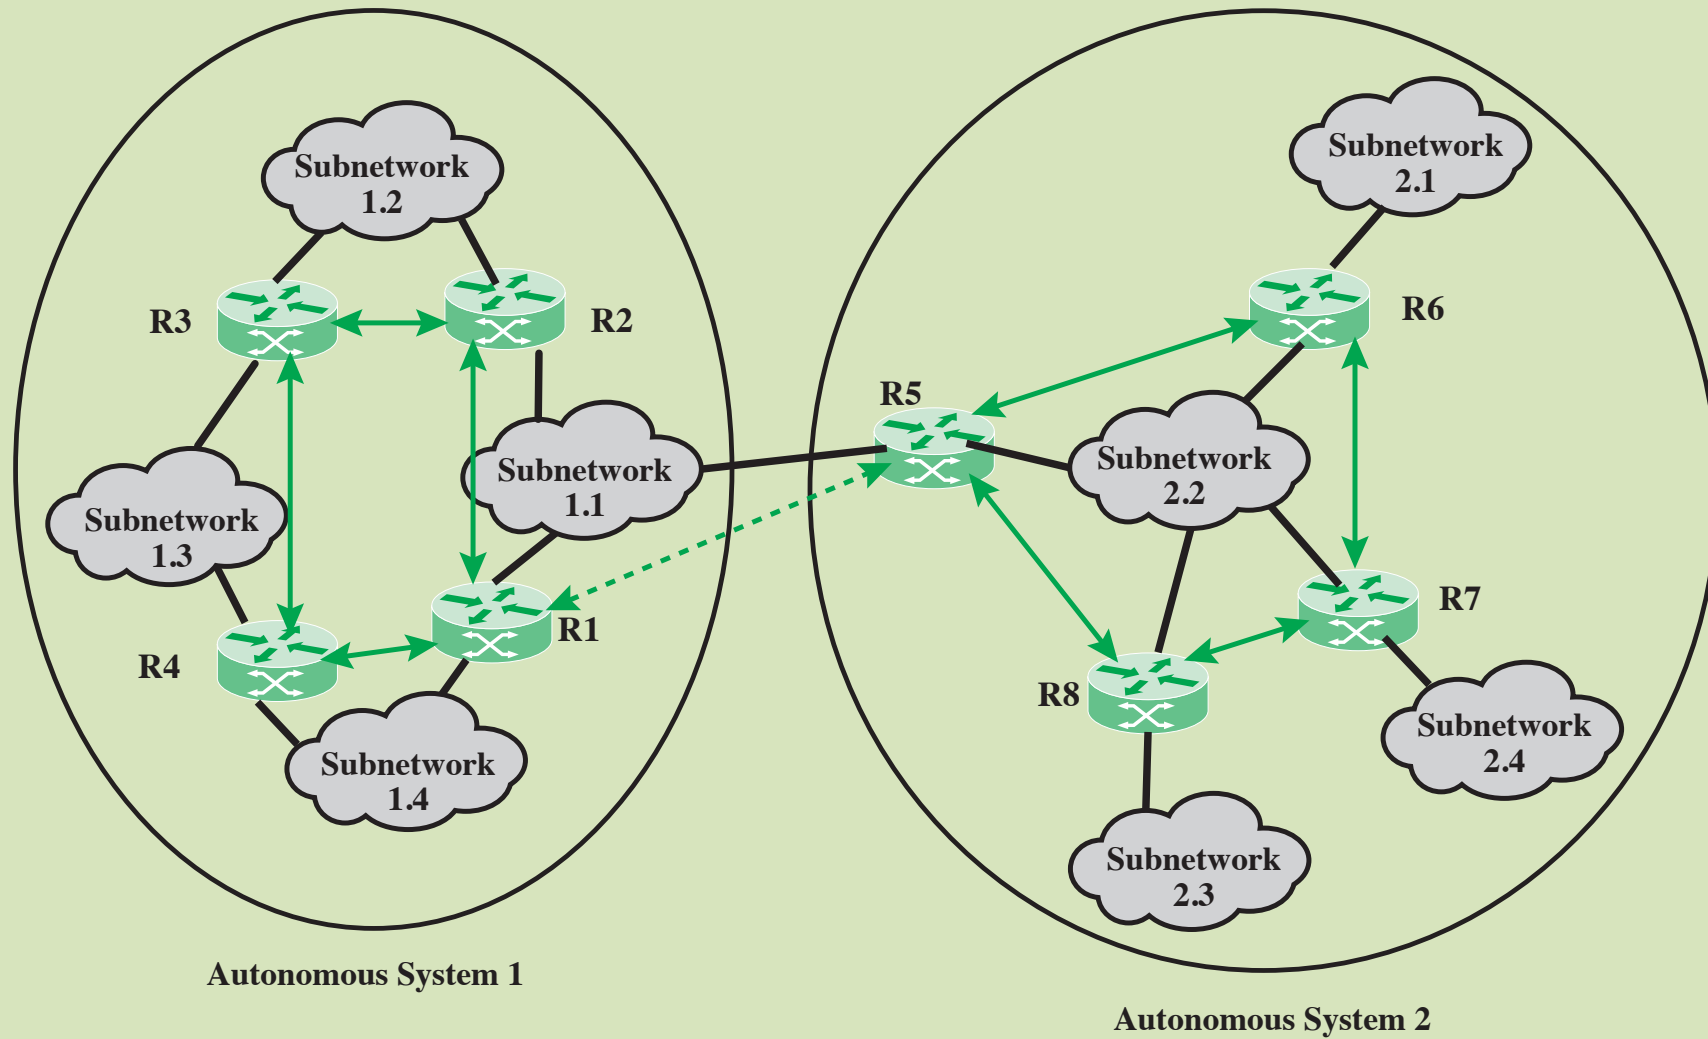 Subnetwork
1.2
R3
R2
Subnetwork
1.1
Subnetwork
1.3
R4
R1
Subnetwork
1.4
Autonomous System 1
Subnetwork
2.1
R6
R5
Subnetwork
2.2
R7
R8
Subnetwork
2.4
Subnetwork
2.3
Autonomous System 2